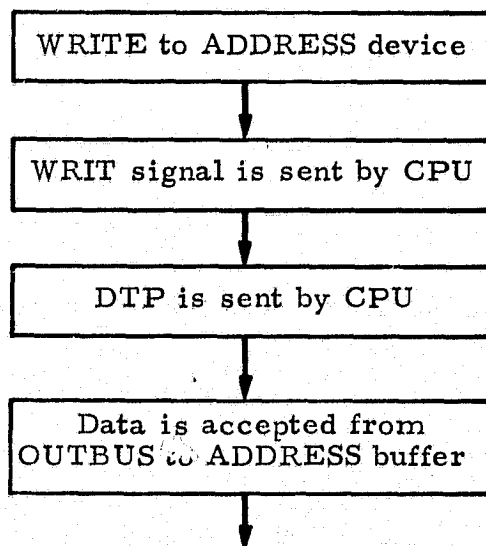 WRITE to ADDRESS device
WRIT signal is sent by CPU
DTP is sent by CPU
Data is accepted from
OUTBUS to ADDRESS buffer